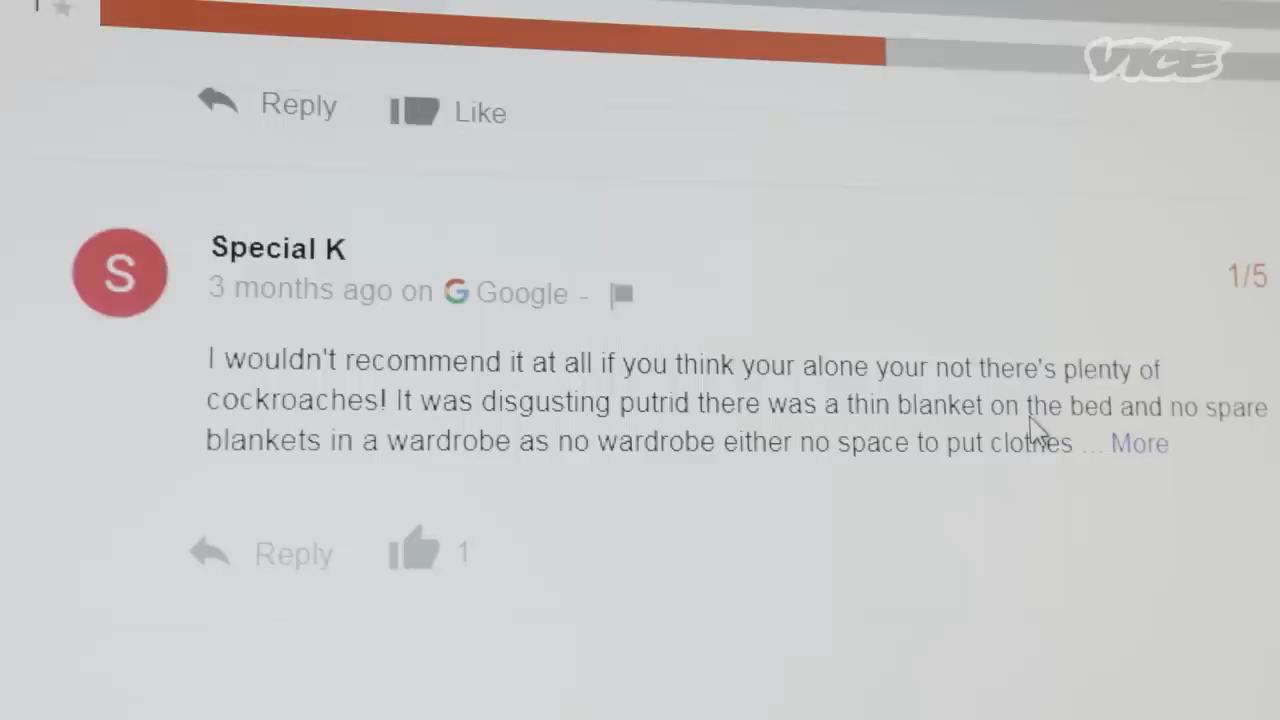 VICE
Reply Like
S
Special K
3 months ago on Google -
1/5
I wouldn't recommend it at all if you think your alone your not there's plenty of
cockroaches! It was disgusting putrid there was a thin blanket on the bed and no spare
blankets in a wardrobe as no wardrobe either no space to put clothes ... More
Reply 1